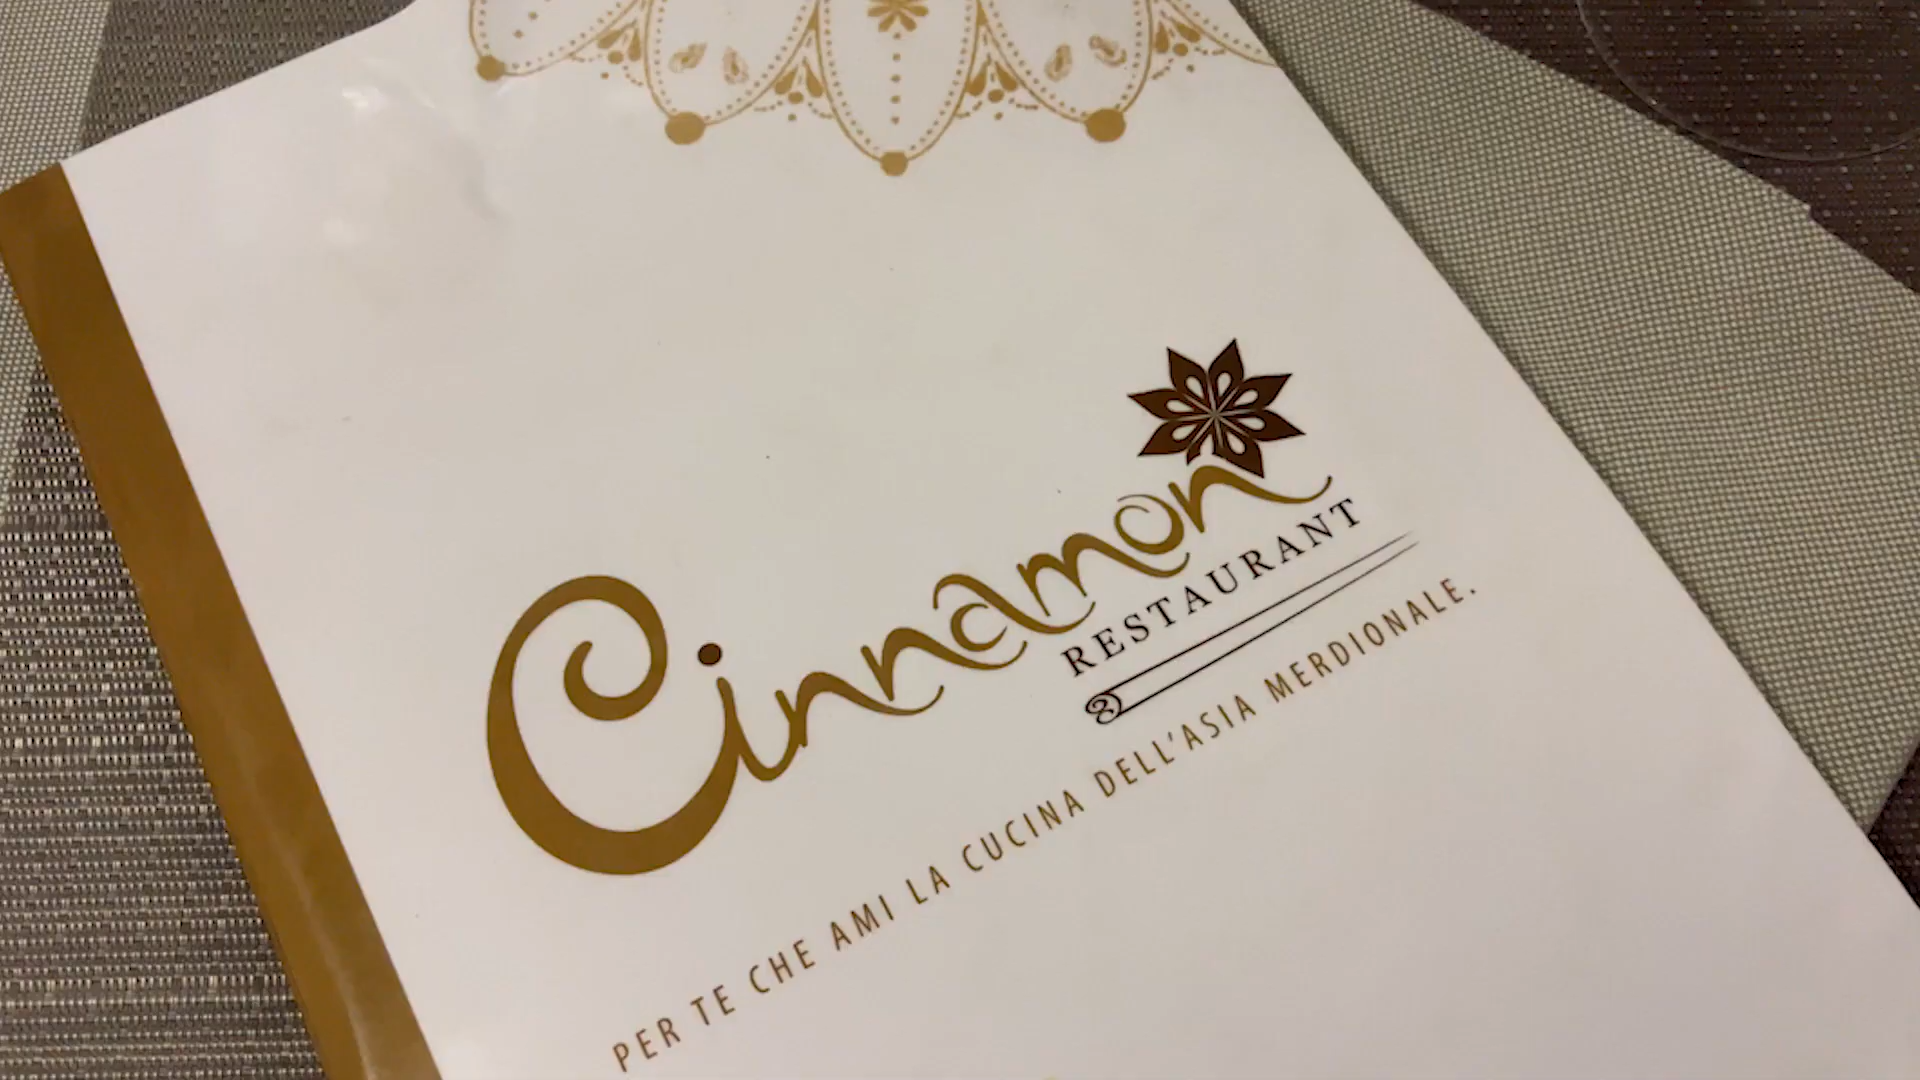 Cinnamon
RESTAURANT
PER TE CHE AMI LA CUCINA DELL'ASIA MERDIONALE.